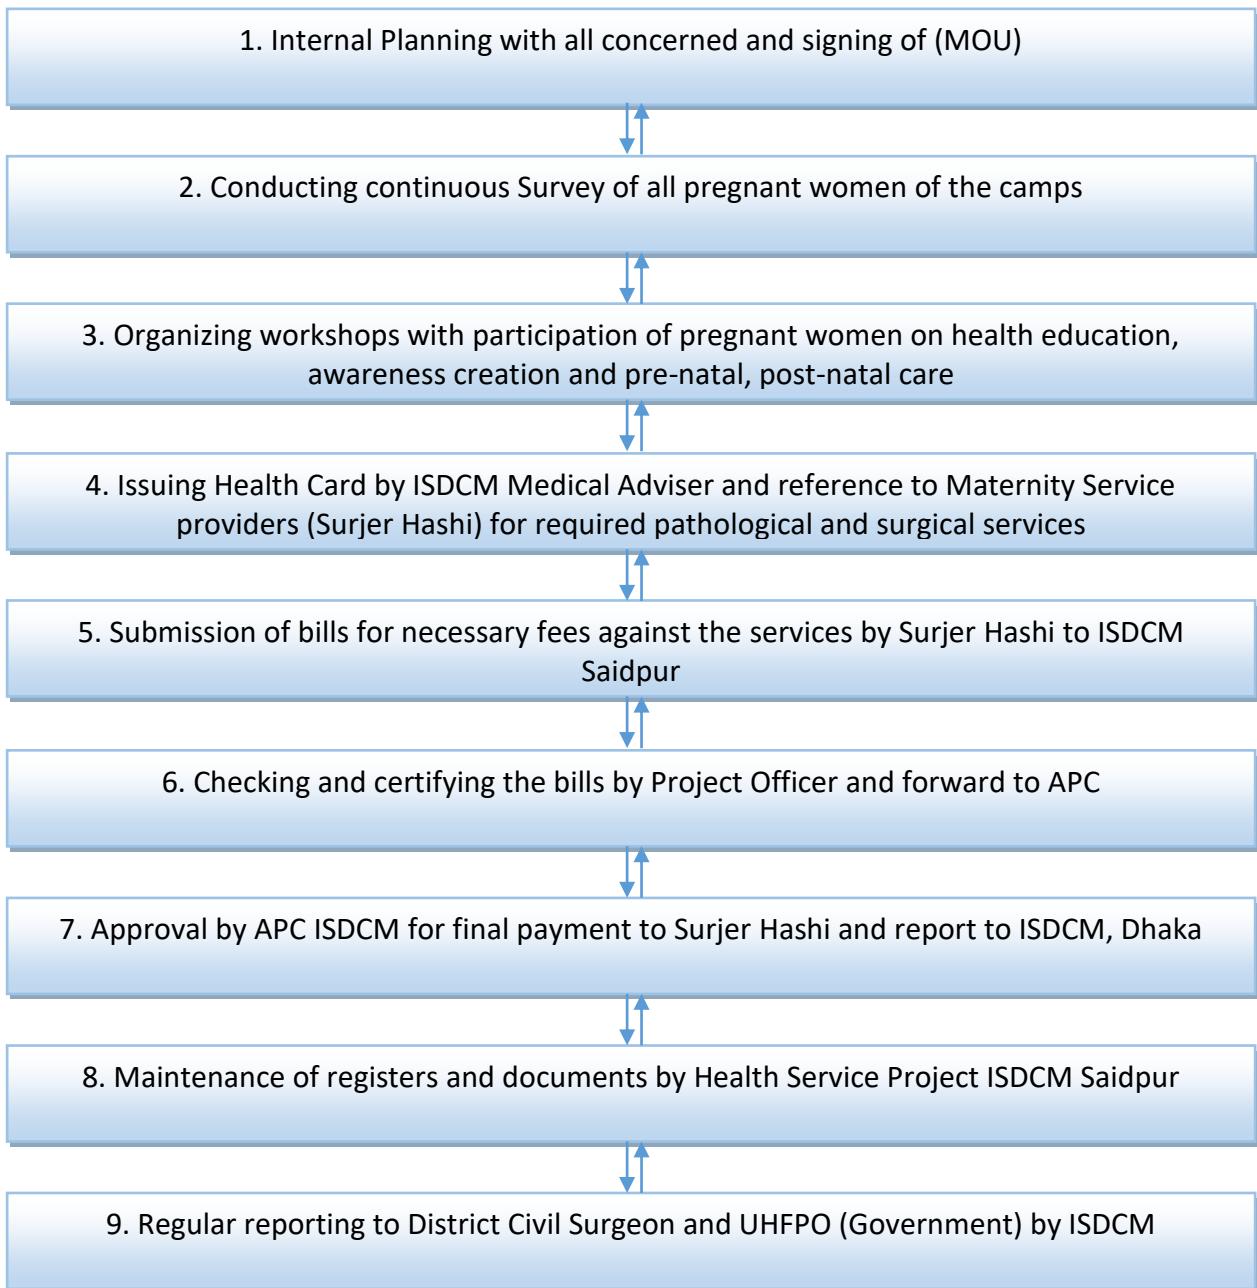 1. Internal Planning with all concerned and signing of (MOU)
2. Conducting continuous Survey of all pregnant women of the camps
3. Organizing workshops with participation of pregnant women on health education,
awareness creation and pre-natal, post-natal care
4. Issuing Health Card by ISDCM Medical Adviser and reference to Maternity Service
providers (Surjer Hashi) for required pathological and surgical services
5. Submission of bills for necessary fees against the services by Surjer Hashi to ISDCM
Saidpur
6. Checking and certifying the bills by Project Officer and forward to APC
7. Approval by APC ISDCM for final payment to Surjer Hashi and report to ISDCM, Dhaka
8. Maintenance of registers and documents by Health Service Project ISDCM Saidpur
9. Regular reporting to District Civil Surgeon and UHFPO (Government) by ISDCM